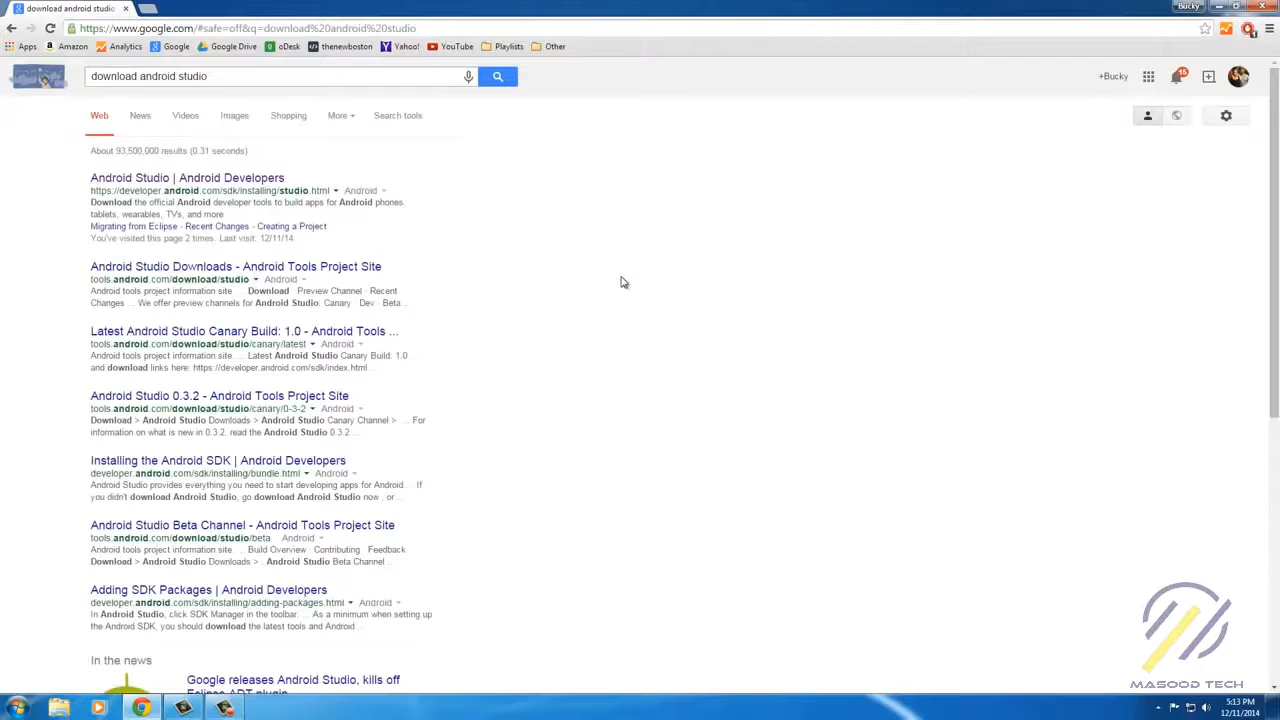 download android studio
Bucky
https://www.google.com/#safe=off&q=download%20android%20studio
Apps Amazon Analytics Google Google Drive oDesk thenewboston Yahoo! YouTube Playlists Other
download android studio
+Bucky 15
Web News Videos Images Shopping More Search tools
About 93,500,000 results (0.31 seconds)
Android Studio | Android Developers
https://developer.android.com/sdk/installing/studio.html Android
Download the official Android developer tools to build apps for Android phones,
tablets, wearables, TVs, and more
Migrating from Eclipse - Recent Changes - Creating a Project
You've visited this page 2 times. Last visit: 12/11/14
Android Studio Downloads - Android Tools Project Site
tools.android.com/download/studio Android
Android tools project information site ... Download · Preview Channel · Recent
Changes ... We offer preview channels for Android Studio: Canary · Dev · Beta ...
Latest Android Studio Canary Build: 1.0 - Android Tools ...
tools.android.com/download/studio/canary/latest Android
Android tools project information site. ... Latest Android Studio Canary Build: 1.0 ...
and download links here: https://developer.android.com/sdk/index.html ...
Android Studio 0.3.2 - Android Tools Project Site
tools.android.com/download/studio/canary/0-3-2 Android
Download > Android Studio Downloads > Android Studio Canary Channel > ... For
information on what is new in 0.3.2, read the Android Studio 0.3.2 ...
Installing the Android SDK | Android Developers
developer.android.com/sdk/installing/bundle.html Android
Android Studio provides everything you need to start developing apps for Android... If
you didn't download Android Studio, go download Android Studio now , or ...
Android Studio Beta Channel - Android Tools Project Site
tools.android.com/download/studio/beta Android
Android tools project information site. ... Build Overview · Contributing · Feedback ·
Download > Android Studio Downloads > . Android Studio Beta Channel ...
Adding SDK Packages | Android Developers
developer.android.com/sdk/installing/adding-packages.html Android
In Android Studio, click SDK Manager in the toolbar. ... As a minimum when setting up
the Android SDK, you should download the latest tools and Android ...
In the news
Google releases Android Studio, kills off
Eclipse ADT plugin
MASOOD TECH
5:13 PM
12/11/2014